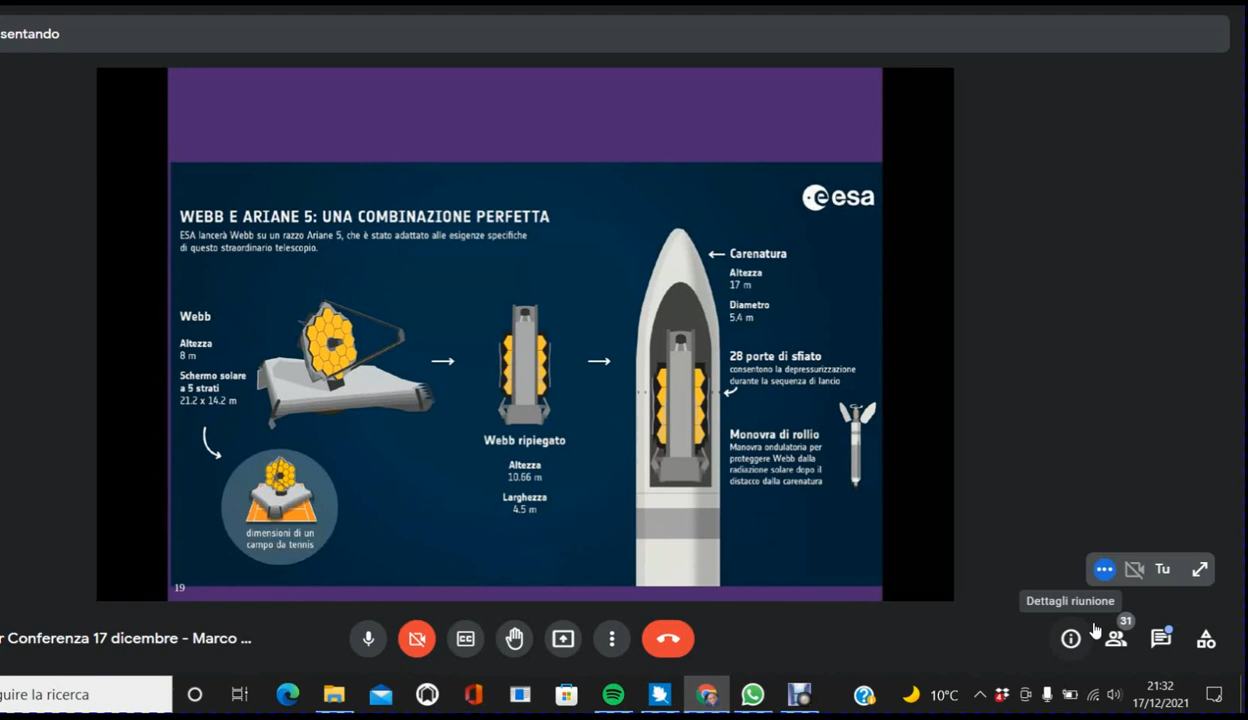 sentando
esa
WEBB E ARIANE 5: UNA COMBINAZIONE PERFETTA
ESA lancerà Webb su un razzo Ariane 5, che è stato adattato alle esigenze specifiche
di questo straordinario telescopio.
Webb
Altezza
8 m
Schermo solare
a 5 strati
21.2 x 14.2 m
dimensioni di un
campo da tennis
Webb ripiegato
Altezza
10.66 m
Larghezza
4.5 m
Carenatura
Altezza
17 m
Diametro
5.4 m
28 porte di sfiato
consentono la depressurizzazione
durante la sequenza di lancio
Monovra di rollio
Manovra ondulatoria per
proteggere Webb dalla
radiazione solare dopo il
distacco dalla carenatura
19
Tu
Dettagli riunione
31
r Conferenza 17 dicembre - Marco ...
CC
guire la ricerca
10°C
21:32
17/12/2021